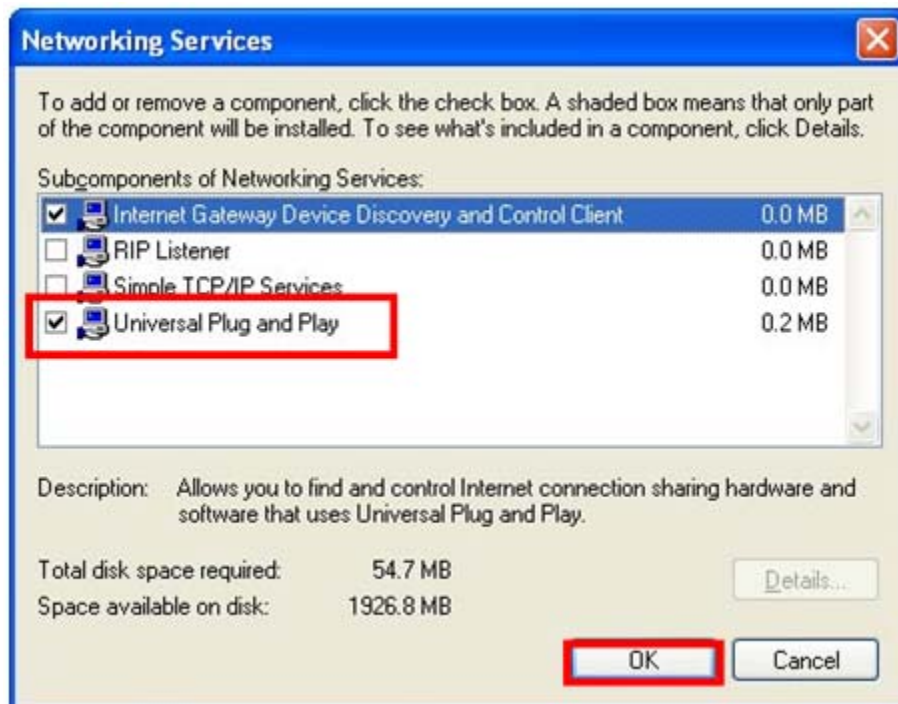 Networking Services
To add or remove a component, click the check box. A shaded box means that only part
of the component will be installed. To see what's included in a component, click Details.
Subcomponents of Networking Services:
Internet Gateway Device Discovery and Control Client 0.0 MB
RIP Listener 0.0 MB
Simple TCP/IP Services 0.0 MB
Universal Plug and Play 0.2 MB
Description: Allows you to find and control Internet connection sharing hardware and
software that uses Universal Plug and Play.
Total disk space required: 54.7 MB
Space available on disk: 1926.8 MB
Details...
OK Cancel